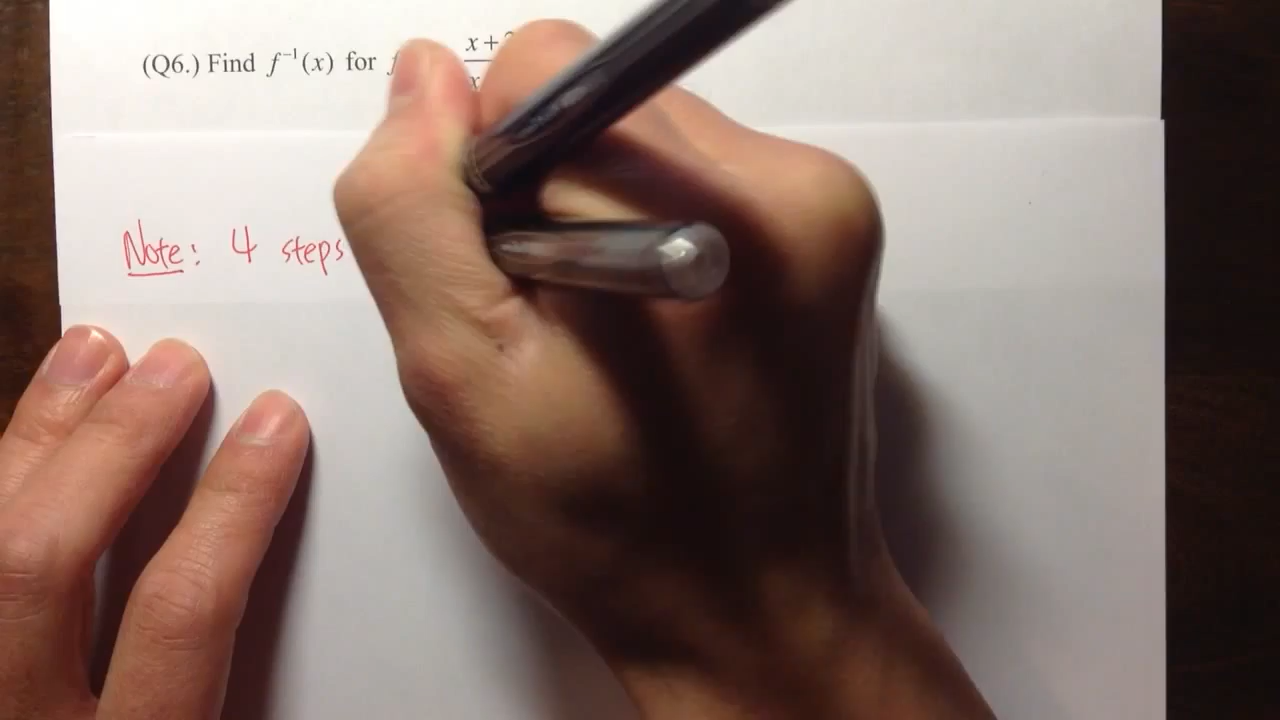 (Q6.) Find f⁻¹(x) for x+
x
Note: 4 steps